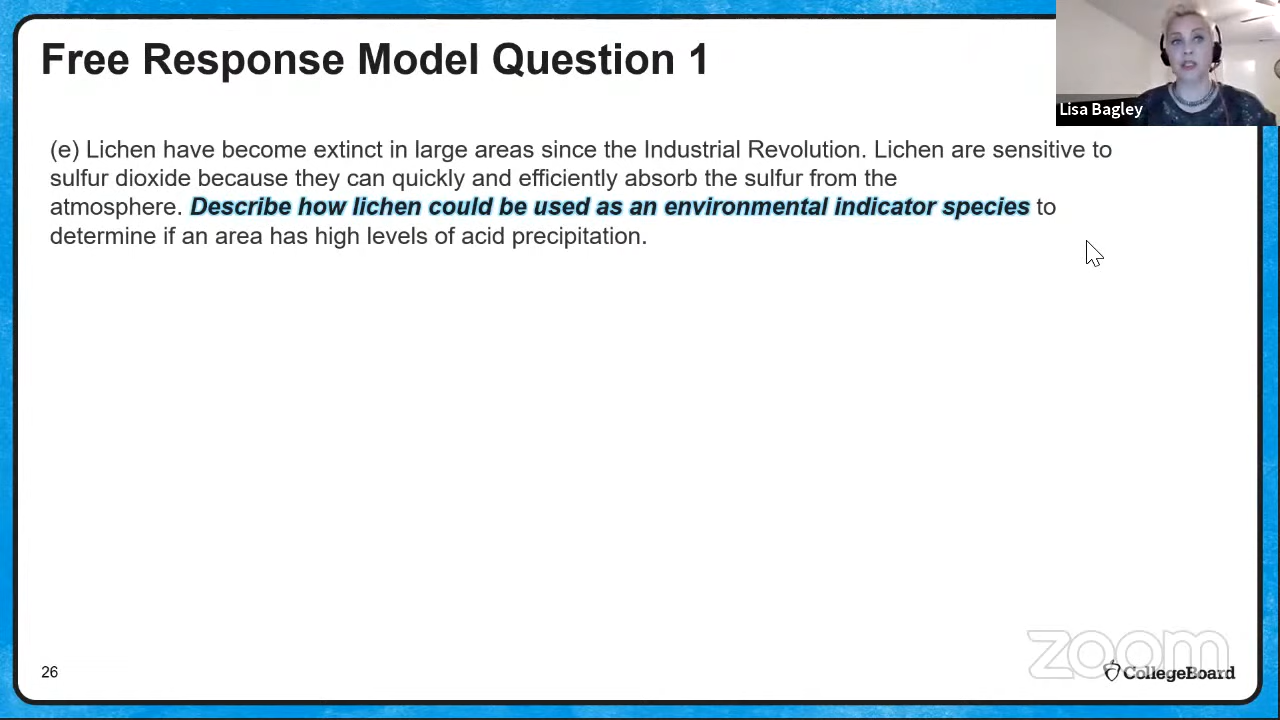 Free Response Model Question 1
Lisa Bagley
(e) Lichen have become extinct in large areas since the Industrial Revolution. Lichen are sensitive to
sulfur dioxide because they can quickly and efficiently absorb the sulfur from the
atmosphere. Describe how lichen could be used as an environmental indicator species to
determine if an area has high levels of acid precipitation.
zoom
26
CollegeBoard